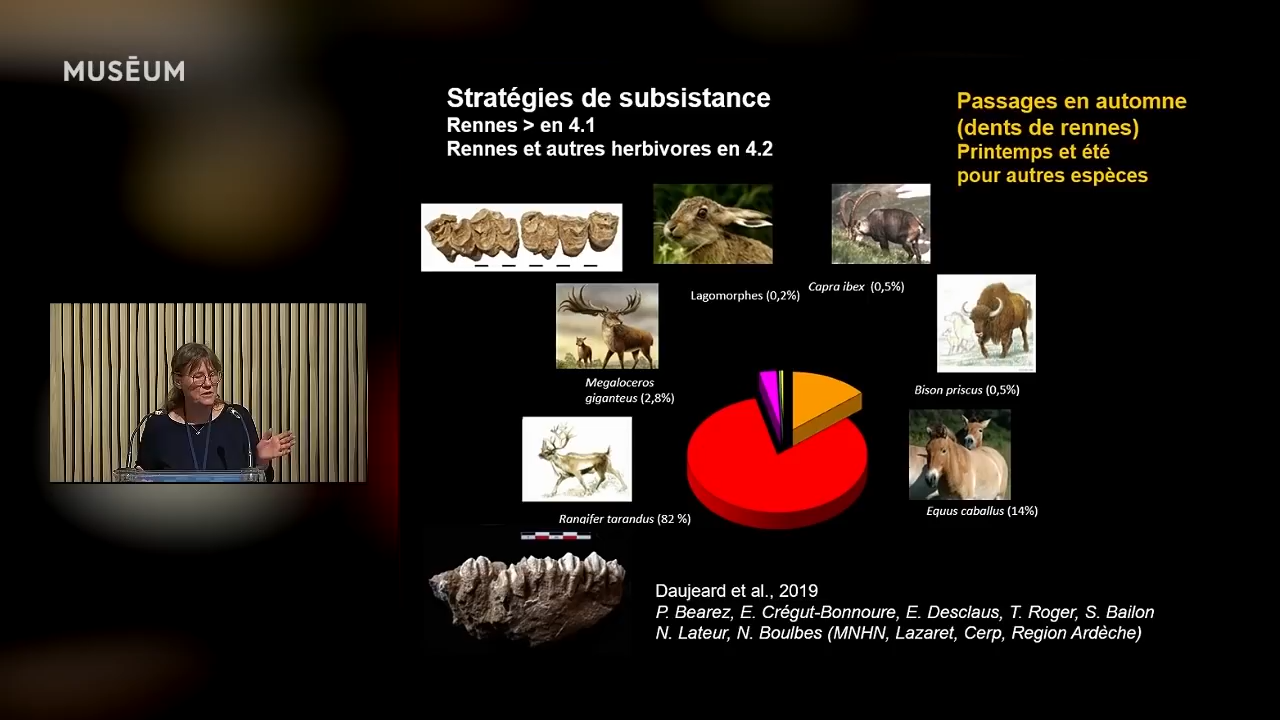 MUSĒUM
Stratégies de subsistance
Rennes > en 4.1
Rennes et autres herbivores en 4.2
Passages en automne
(dents de rennes)
Printemps et été
pour autres espèces
Lagomorphes (0,2%)
Capra ibex (0,5%)
Megaloceros
giganteus (2,8%)
Bison priscus (0,5%)
Rangifer tarandus (82 %)
Equus caballus (14%)
Daujeard et al., 2019
P. Bearez, E. Crégut-Bonnoure, E. Desclaus, T. Roger, S. Bailon
N. Lateur, N. Boulbes (MNHN, Lazaret, Cerp, Region Ardèche)